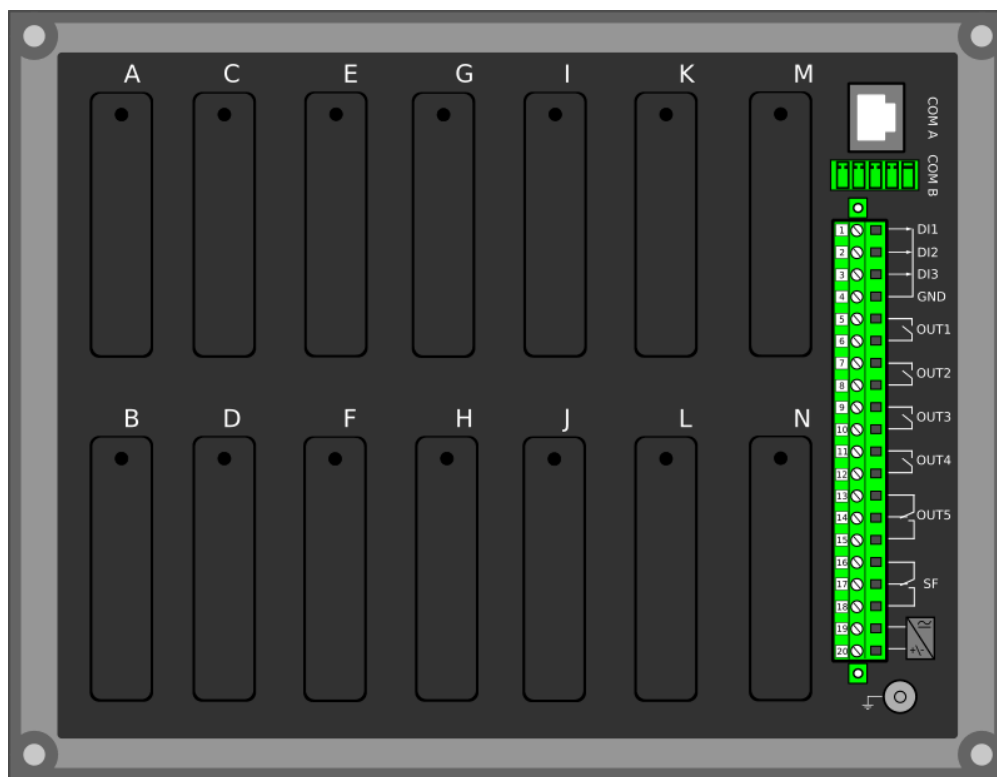 A C E G I K M
COM A
COM B
1 DI1
2 DI2
3 DI3
4 GND
5
OUT1
6
7
OUT2
8
9
OUT3
10
11
OUT4
12
13
14 OUT5
15
16
17 SF
18
19
20 +/-
B D F H J L N